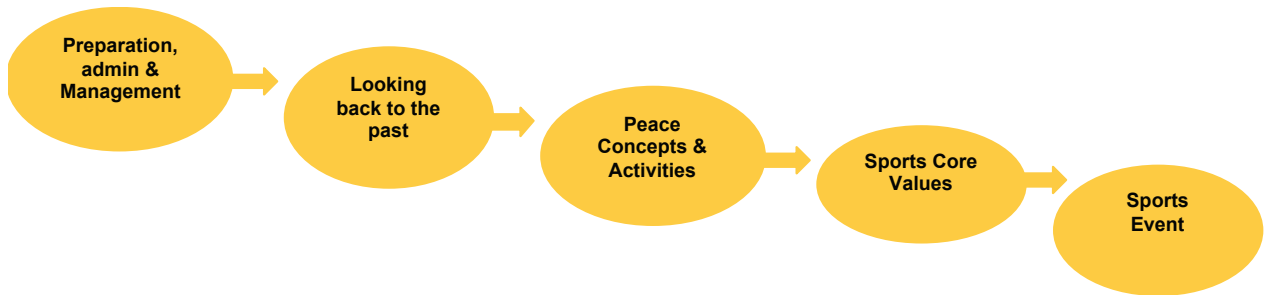 Preparation,
admin &
Management
Looking
back to the
past
Peace
Concepts &
Activities
Sports Core
Values
Sports
Event